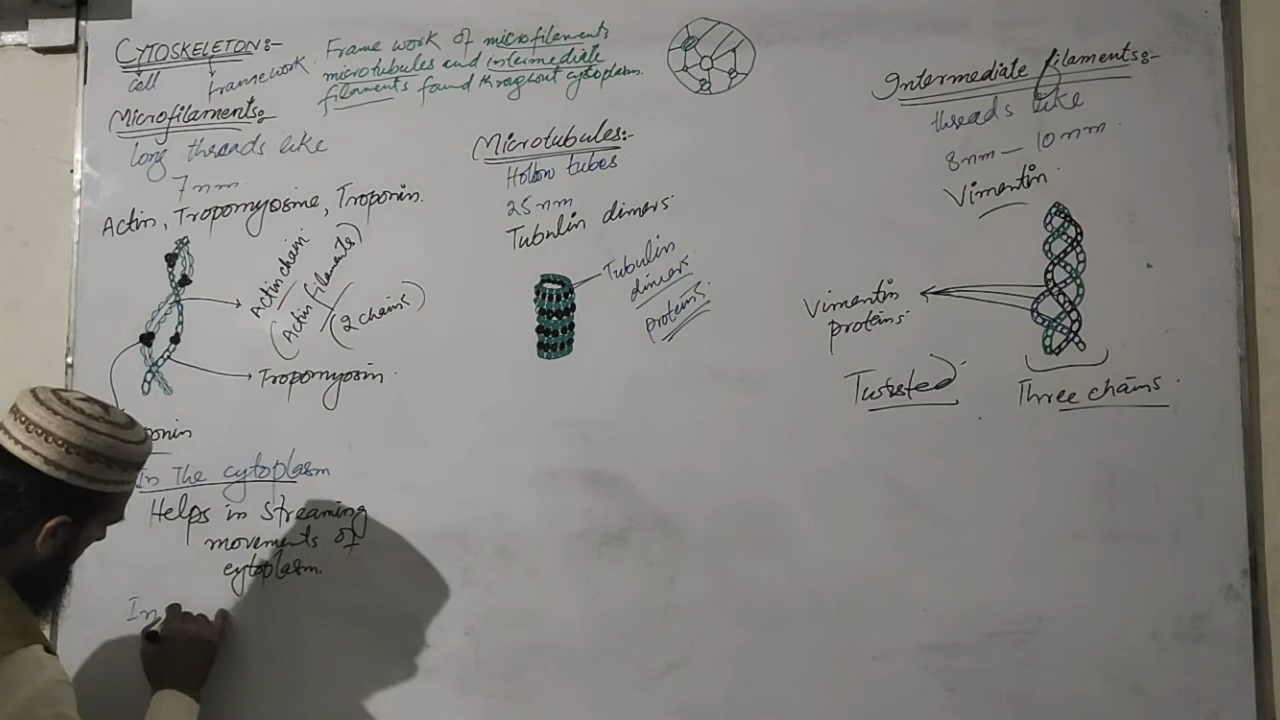 CYTOSKELETON:-
cell framework.
Frame work of microfilaments
microtubules and intermediate
filaments found thraghout cytoplasm.
Microfilaments:
long threads like
7nm.
Actin, Tropomyosine, Troponin.
Actin chain
(Actin filaments)
(2 chains)
Tropomyosin.
ponin
In The cytoplasm
Helps in streaming
movements of
cytoplasm.
In
Microtubules:-
Hollow tubes
25nm
Tubulin dimers
Tubulin
dimers
proteins.
Intermediate filaments:-
threads like
8nm — 10nm.
Vimentin
Vimentin
proteins
Twisted
Three chains.